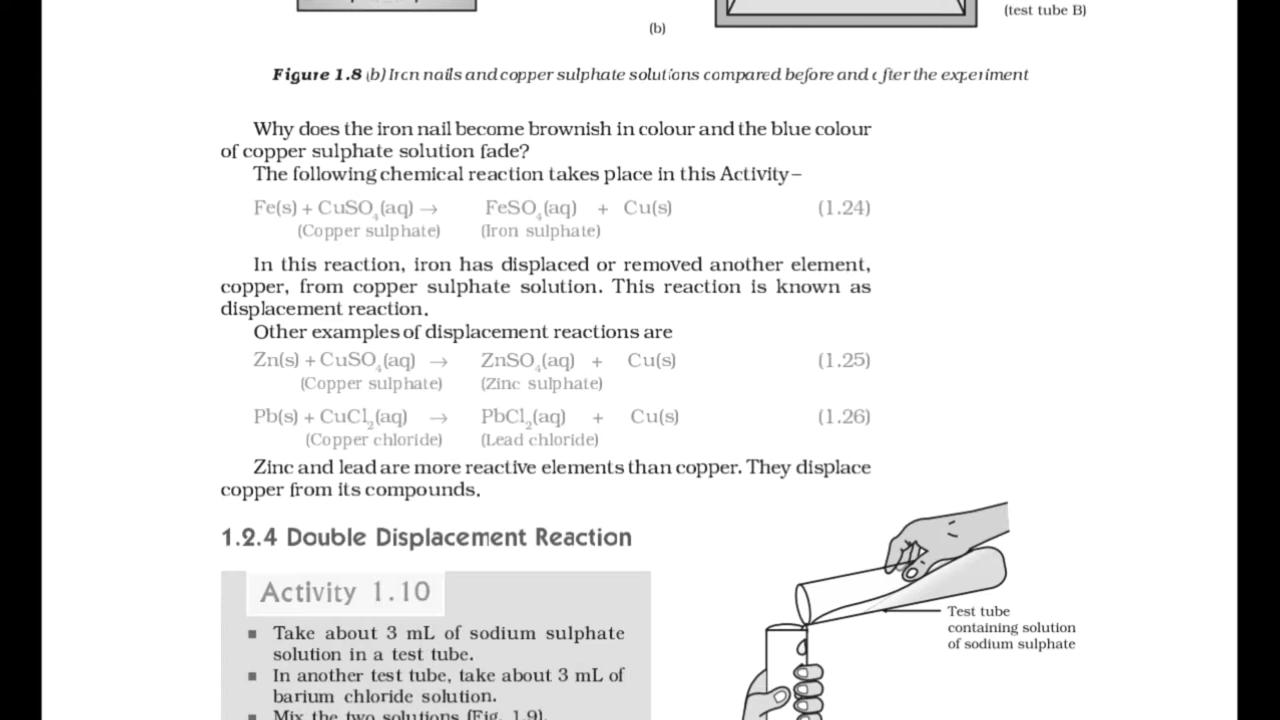 (test tube B)
(b)
Figure 1.8 (b) Iron nails and copper sulphate solutions compared before and after the experiment
Why does the iron nail become brownish in colour and the blue colour
of copper sulphate solution fade?
The following chemical reaction takes place in this Activity–
Fe(s) + CuSO₄(aq) → FeSO₄(aq) + Cu(s) (1.24)
(Copper sulphate) (Iron sulphate)
In this reaction, iron has displaced or removed another element,
copper, from copper sulphate solution. This reaction is known as
displacement reaction.
Other examples of displacement reactions are
Zn(s) + CuSO₄(aq) → ZnSO₄(aq) + Cu(s) (1.25)
(Copper sulphate) (Zinc sulphate)
Pb(s) + CuCl₂(aq) → PbCl₂(aq) + Cu(s) (1.26)
(Copper chloride) (Lead chloride)
Zinc and lead are more reactive elements than copper. They displace
copper from its compounds.
1.2.4 Double Displacement Reaction
Activity 1.10
■ Take about 3 mL of sodium sulphate
solution in a test tube.
■ In another test tube, take about 3 mL of
barium chloride solution.
■ Mix the two solutions (Fig. 1.9).
Test tube
containing solution
of sodium sulphate